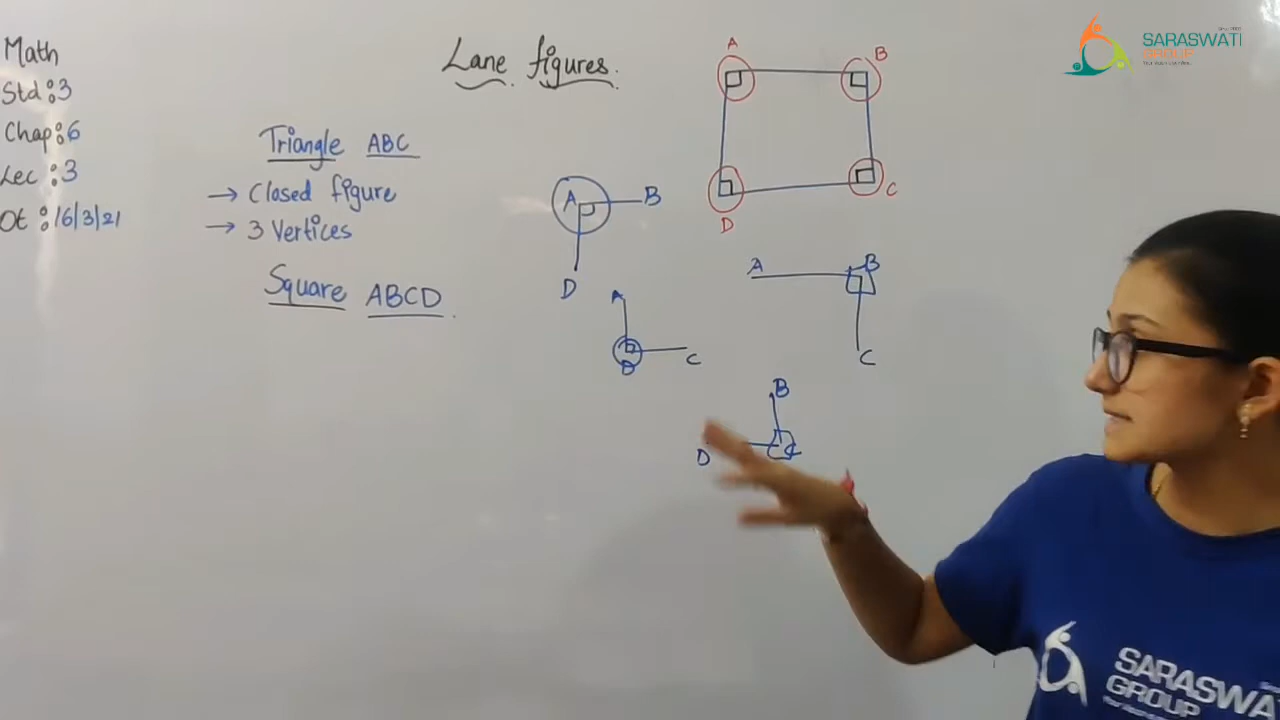 Math
Std : 3
Chap : 6
Lec : 3
Dt : 16/3/21
Lane figures.
Triangle ABC
→ Closed figure
→ 3 Vertices
Square ABCD.
A
B
C
D
A
B
D
A
B
C
A
D
C
B
D
C
SARASWATI
GROUP
SARASWA
GROUP